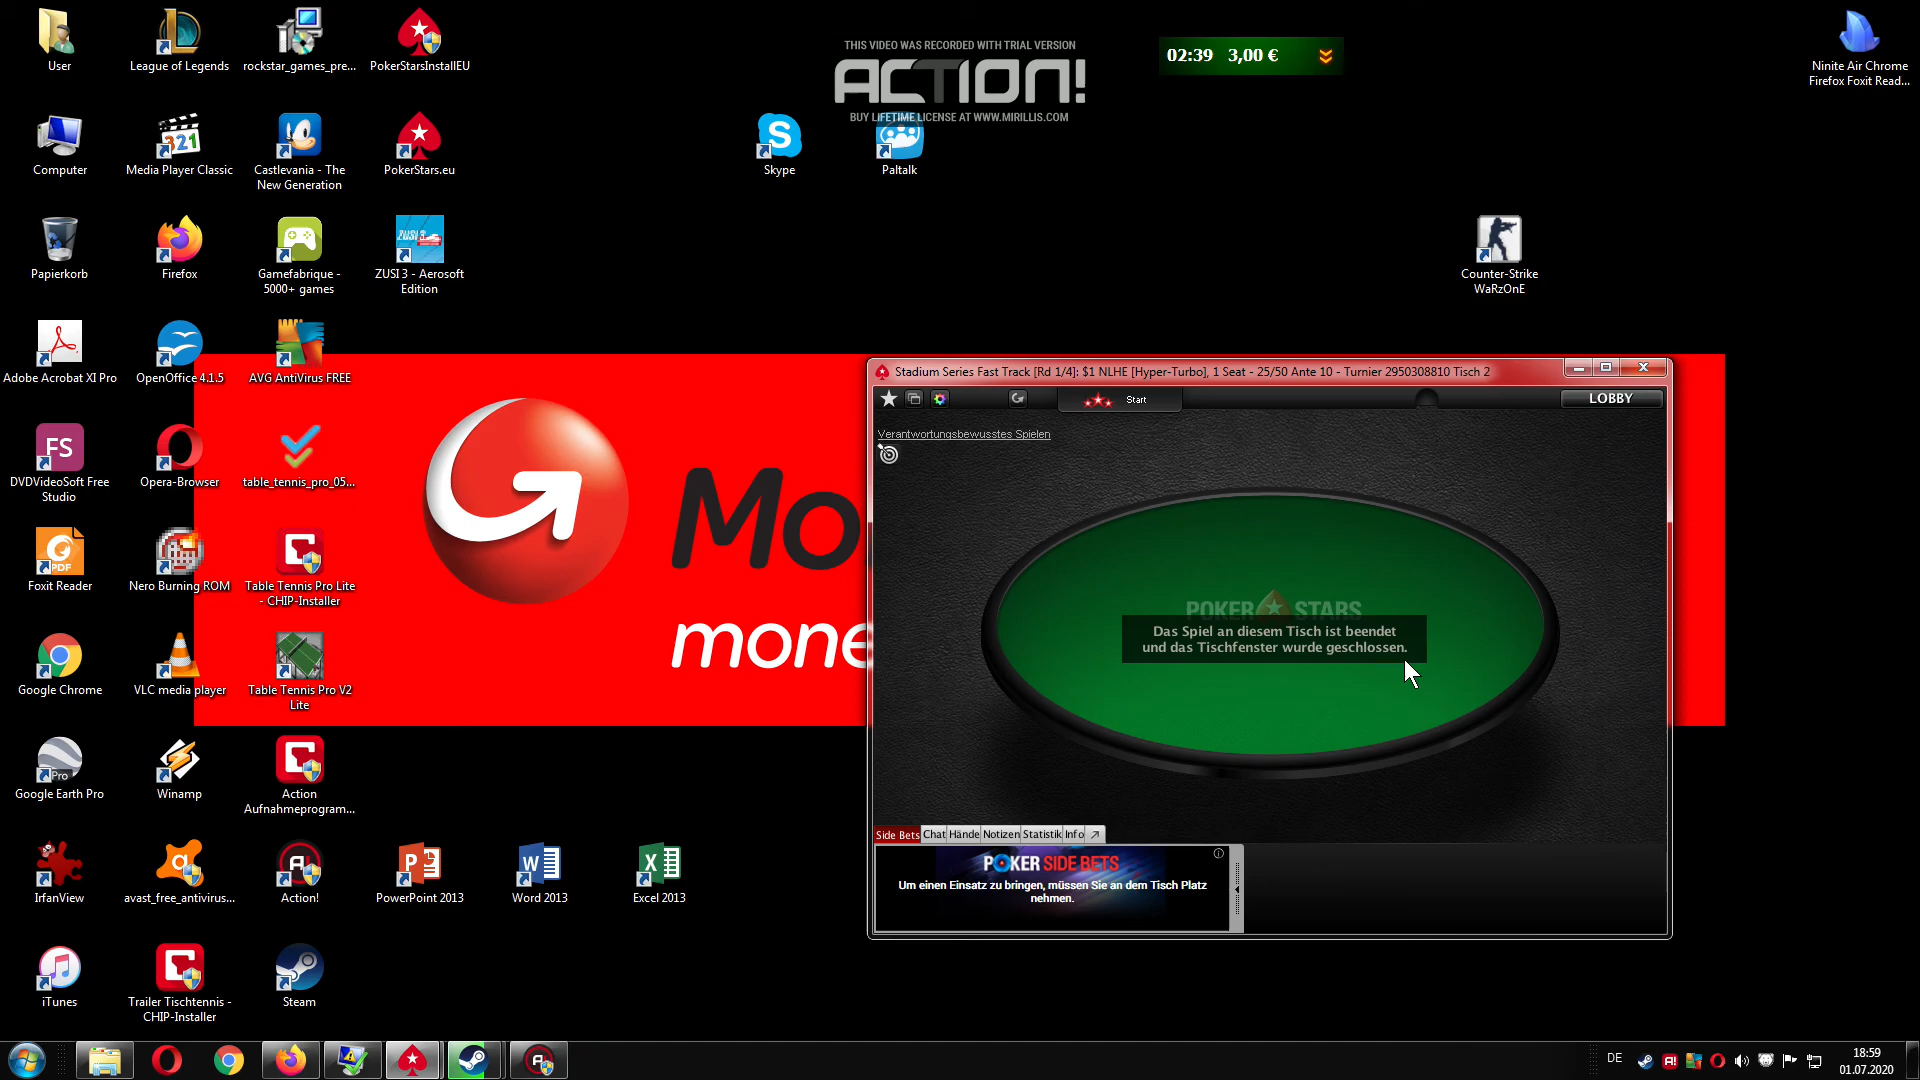 User
League of Legends
rockstar_games_pre...
PokerStarsInstallEU
THIS VIDEO WAS RECORDED WITH TRIAL VERSION
ACTION!
BUY LIFETIME LICENSE AT WWW.MIRILLIS.COM
02:39 3,00 €
Ninite Air Chrome
Firefox Foxit Read...
Computer
321
Media Player Classic
Castlevania - The
New Generation
PokerStars.eu
Skype
Paltalk
Papierkorb
Firefox
Gamefabrique -
5000+ games
ZUSI 3
ZUSI 3 - Aerosoft
Edition
Counter-Strike
WaRzOnE
Adobe Acrobat XI Pro
OpenOffice 4.1.5
AVG AntiVirus FREE
FS
DVDVideoSoft Free
Studio
Opera-Browser
table_tennis_pro_05...
PDF
Foxit Reader
Nero Burning ROM
Table Tennis Pro Lite
- CHIP-Installer
Google Chrome
VLC media player
Table Tennis Pro V2
Lite
Pro
Google Earth Pro
Winamp
Action
Aufnahmeprogram...
IrfanView
avast_free_antivirus...
Action!
PowerPoint 2013
Word 2013
Excel 2013
iTunes
Trailer Tischtennis -
CHIP-Installer
Steam
Mo
mone
Stadium Series Fast Track [Rd 1/4]: $1 NLHE [Hyper-Turbo], 1 Seat - 25/50 Ante 10 - Turnier 2950308810 Tisch 2
Start
LOBBY
Verantwortungsbewusstes Spielen
POKER STARS
Das Spiel an diesem Tisch ist beendet
und das Tischfenster wurde geschlossen.
Side Bets Chat Hände Notizen Statistik Info
POKER SIDE BETS
Um einen Einsatz zu bringen, müssen Sie an dem Tisch Platz
nehmen.
DE
18:59
01.07.2020